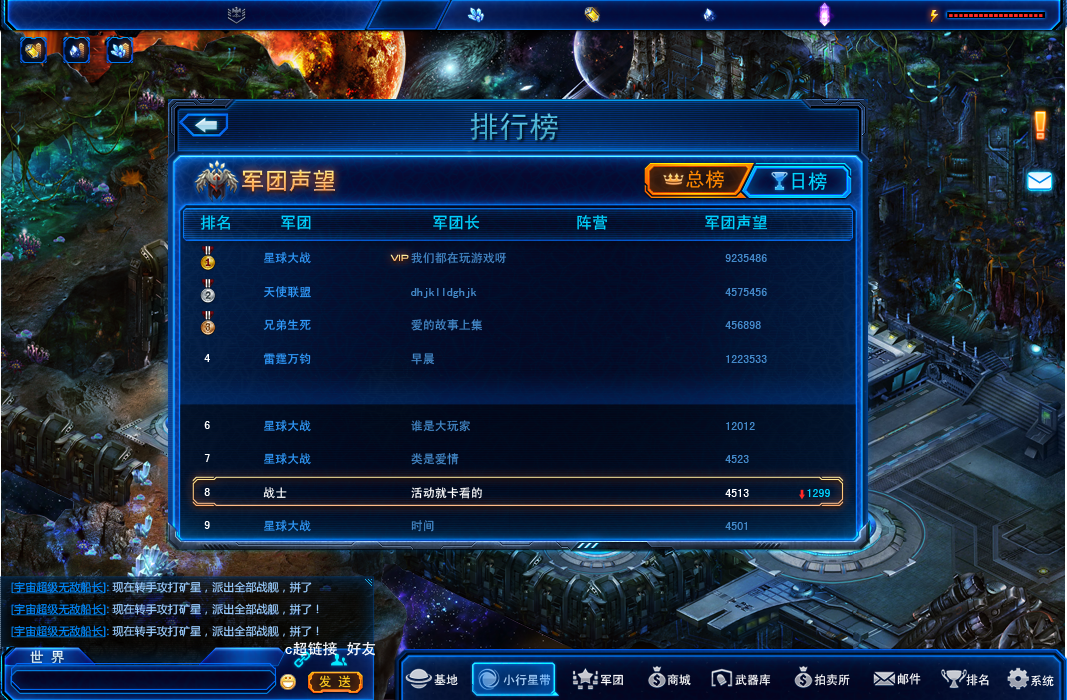 排行榜
军团声望 总榜 日榜
排名 军团 军团长 阵营 军团声望
1 星球大战 VIP 我们都在玩游戏呀 9235486
2 天使联盟 dhjklldghjk 4575456
3 兄弟生死 爱的故事上集 456898
4 雷霆万钧 早晨 1223533
6 星球大战 谁是大玩家 12012
7 星球大战 类是爱情 4523
8 战士 活动就卡看的 4513 1299
9 星球大战 时间 4501
[宇宙超级无敌船长]: 现在转手攻打矿星，派出全部战舰，拼了
[宇宙超级无敌船长]: 现在转手攻打矿星，派出全部战舰，拼了！
[宇宙超级无敌船长]: 现在转手攻打矿星，派出全部战舰，拼了！
c超链接 好友
世 界
发 送
基地 小行星带 军团 商城 武器库 拍卖所 邮件 排名 系统